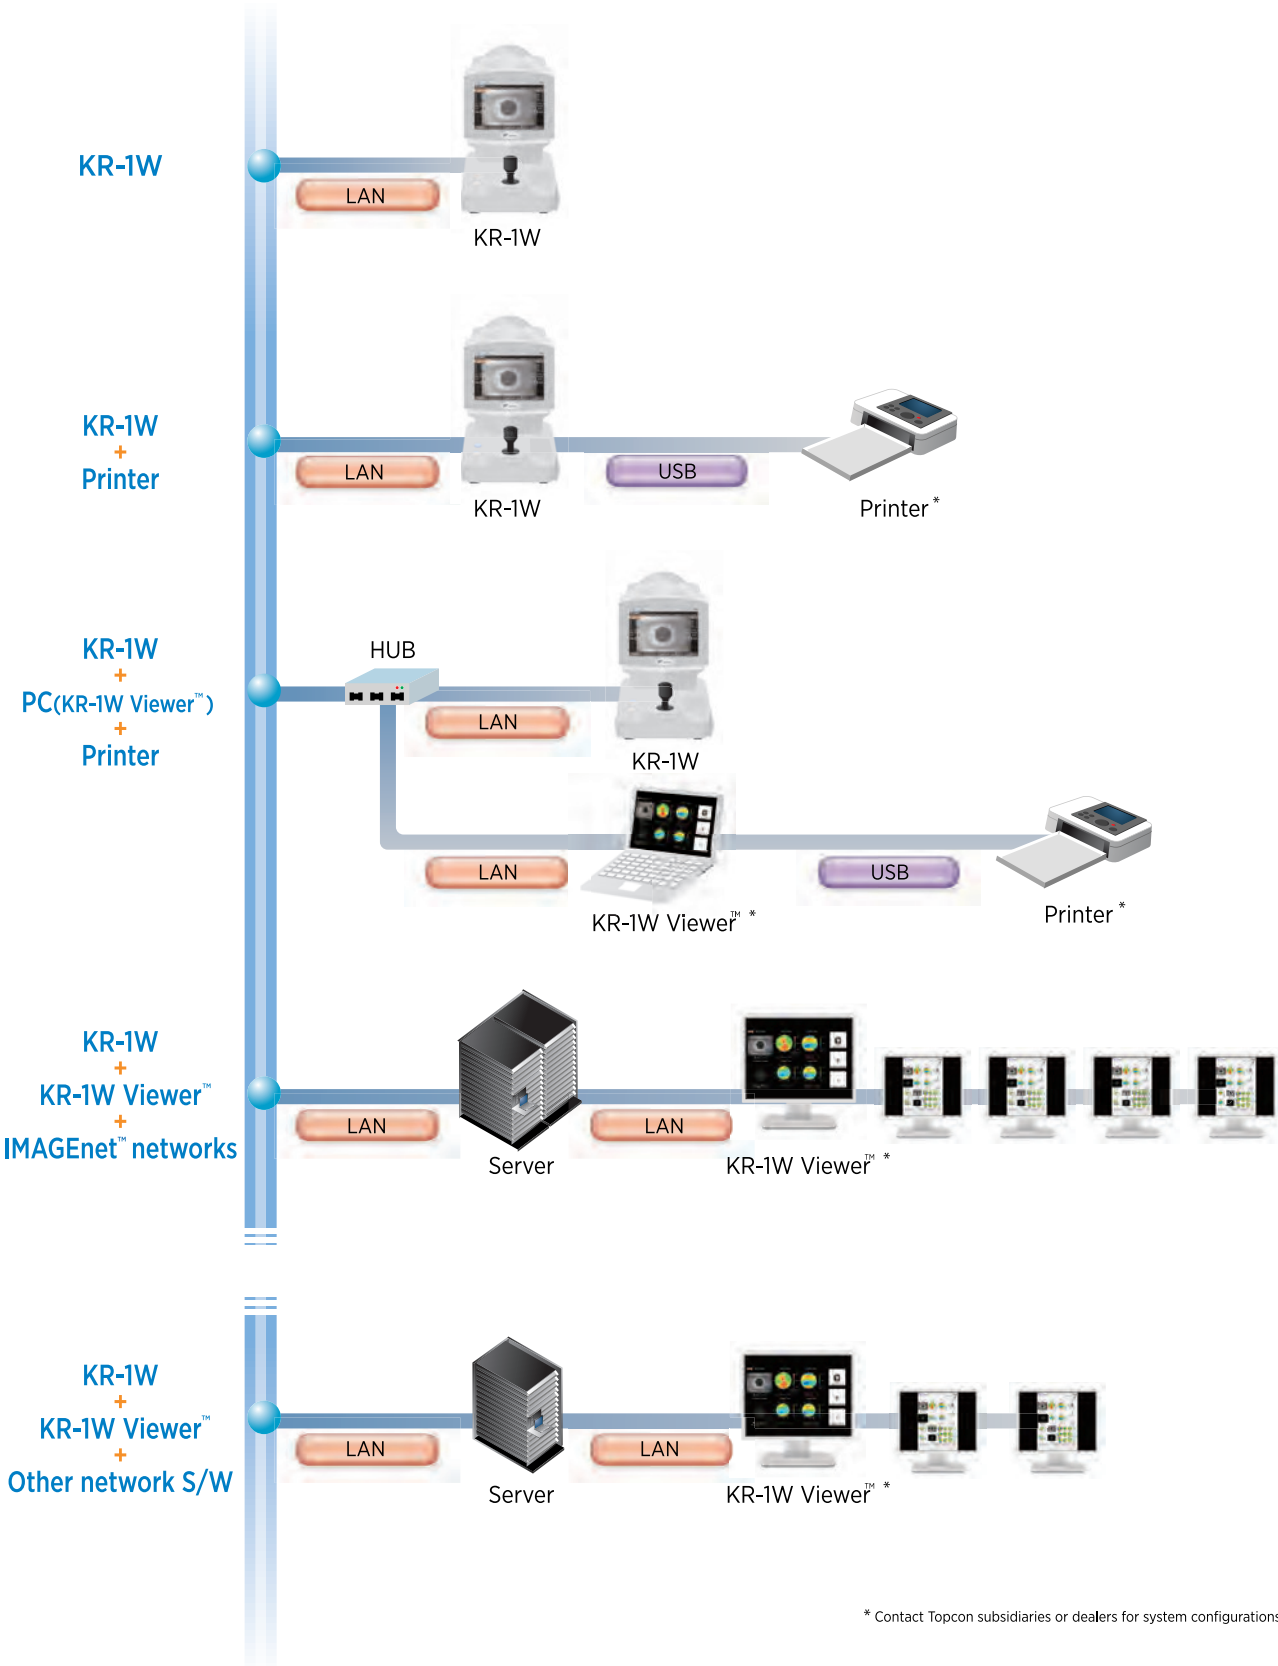 KR-1W
LAN
KR-1W
KR-1W
+
Printer
LAN
USB
KR-1W
Printer *
KR-1W
+
PC(KR-1W Viewer™)
+
Printer
HUB
LAN
KR-1W
LAN
USB
KR-1W Viewer™ *
Printer *
KR-1W
+
KR-1W Viewer™
+
IMAGEnet™ networks
LAN
LAN
Server
KR-1W Viewer™ *
KR-1W
+
KR-1W Viewer™
+
Other network S/W
LAN
LAN
Server
KR-1W Viewer™ *
* Contact Topcon subsidiaries or dealers for system configurations